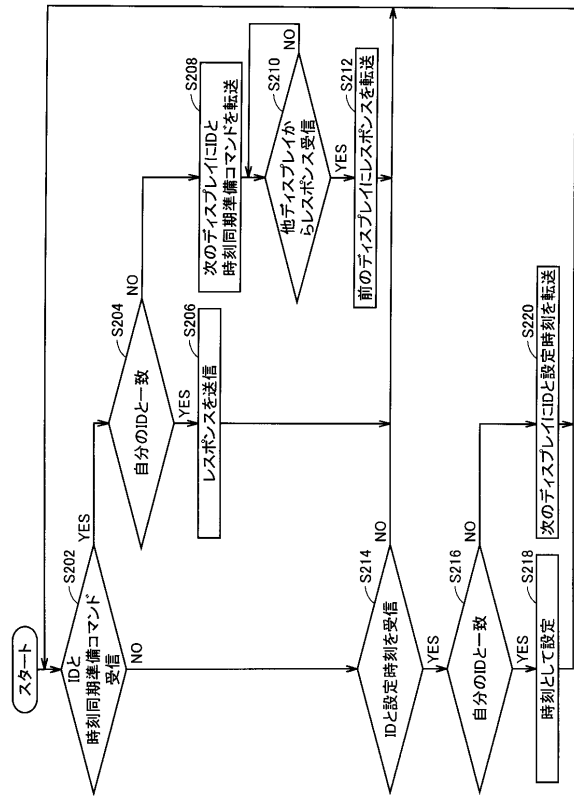 スタート
S202
IDと
時刻同期準備コマンド
受信
YES
NO
S204
自分のIDと一致
NO
YES
S206
レスポンスを送信
S208
次のディスプレイにIDと
時刻同期準備コマンドを転送
S210
他ディスプレイか
らレスポンス受信
NO
YES
S212
前のディスプレイにレスポンスを転送
S214
IDと設定時刻を受信
NO
YES
S216
自分のIDと一致
NO
YES
S218
時刻として設定
S220
次のディスプレイにIDと設定時刻を転送